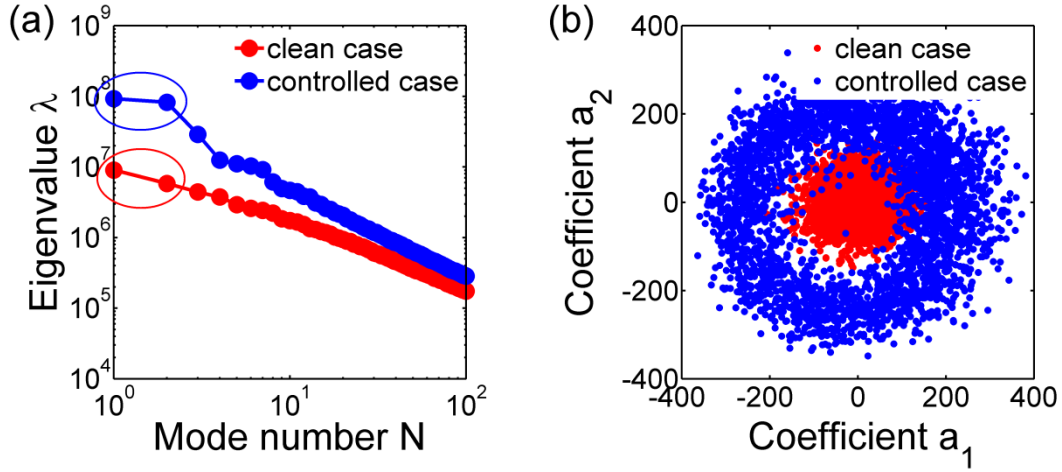 (a)
Eigenvalue λ
10^9
10^8
10^7
10^6
10^5
10^4
10^0
10^1
10^2
Mode number N
clean case
controlled case
(b)
Coefficient a_2
400
200
0
-200
-400
-400
-200
0
200
400
Coefficient a_1
clean case
controlled case